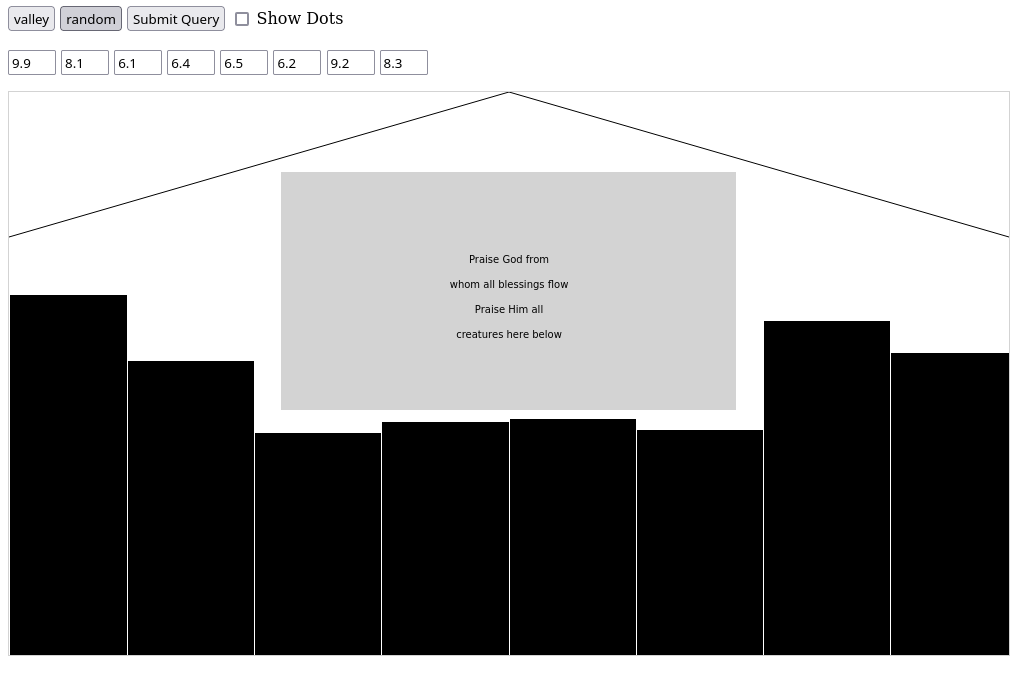 valley random Submit Query Show Dots
9.9 8.1 6.1 6.4 6.5 6.2 9.2 8.3
Praise God from
whom all blessings flow
Praise Him all
creatures here below